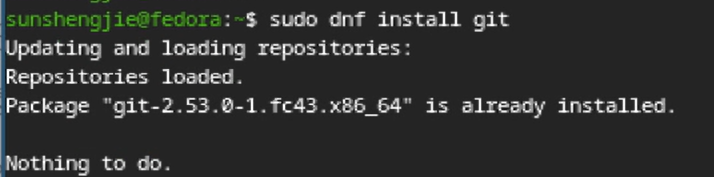 sunshengjie@fedora:~$ sudo dnf install git
Updating and loading repositories:
Repositories loaded.
Package "git-2.53.0-1.fc43.x86_64" is already installed.

Nothing to do.